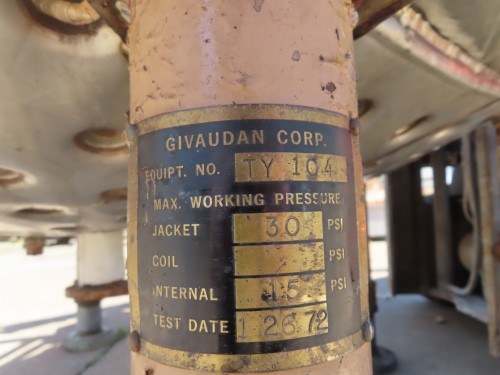 GIVAUDAN CORP.
EQUIPT. NO. TY 104
MAX. WORKING PRESSURE
JACKET 30 PSI
COIL - PSI
INTERNAL 15 PSI
TEST DATE 1 26 72